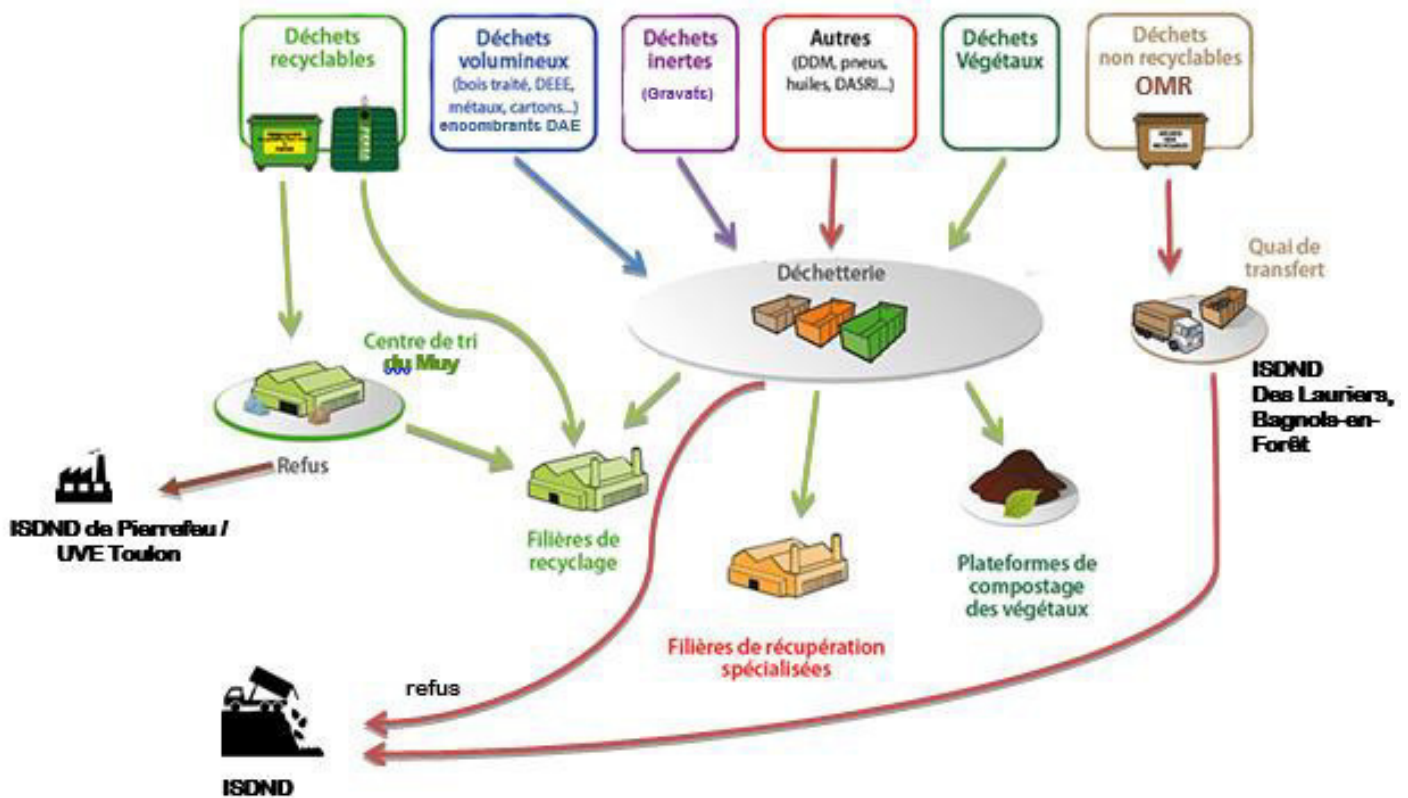 Déchets
recyclables
Déchets
volumineux
(bois traité, DEEE,
métaux, cartons...)
encombrants DAE
Déchets
inertes
(Gravats)
Autres
(DDM, pneus,
huiles, DASRI...)
Déchets
Végétaux
Déchets
non recyclables
OMR
Déchetterie
Quai de
transfert
Centre de tri
du Muy
ISDND
Des Lauriers,
Bagnols-en-
Forêt
Refus
ISDND de Pierrefeu /
UVE Toulon
Filières de
recyclage
Plateformes de
compostage
des végétaux
Filières de récupération
spécialisées
refus
ISDND